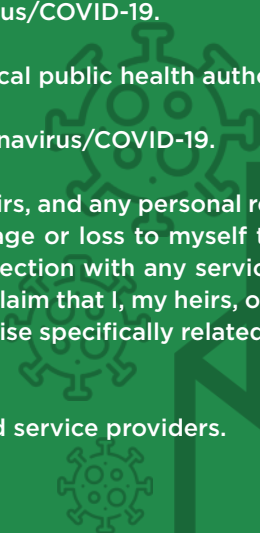 us/COVID-19.
cal public health autho
navirus/COVID-19.
irs, and any personal re
age or loss to myself t
ection with any servic
laim that I, my heirs, o
ise specifically related
d service providers.